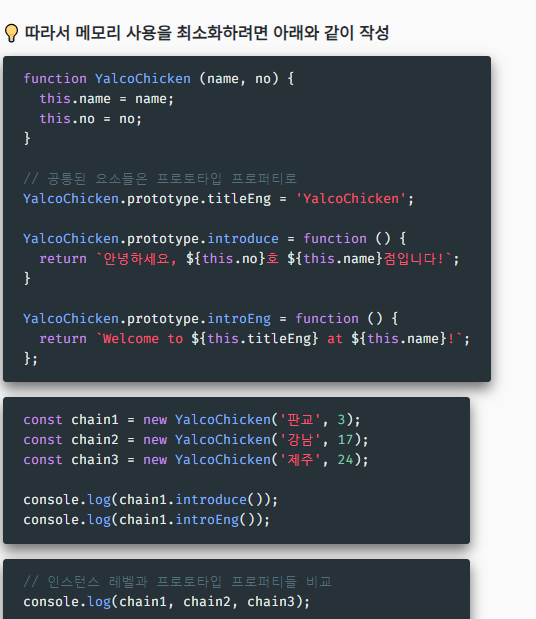 💡 따라서 메모리 사용을 최소화하려면 아래와 같이 작성
function YalcoChicken (name, no) {
  this.name = name;
  this.no = no;
}
// 공통된 요소들은 프로토타입 프로퍼티로
YalcoChicken.prototype.titleEng = 'YalcoChicken';
YalcoChicken.prototype.introduce = function () {
  return `안녕하세요, ${this.no}호 ${this.name}점입니다!`;
}
YalcoChicken.prototype.introEng = function () {
  return `Welcome to ${this.titleEng} at ${this.name}!`;
};
const chain1 = new YalcoChicken('판교', 3);
const chain2 = new YalcoChicken('강남', 17);
const chain3 = new YalcoChicken('제주', 24);
console.log(chain1.introduce());
console.log(chain1.introEng());
// 인스턴스 레벨과 프로토타입 프로퍼티들 비교
console.log(chain1, chain2, chain3);